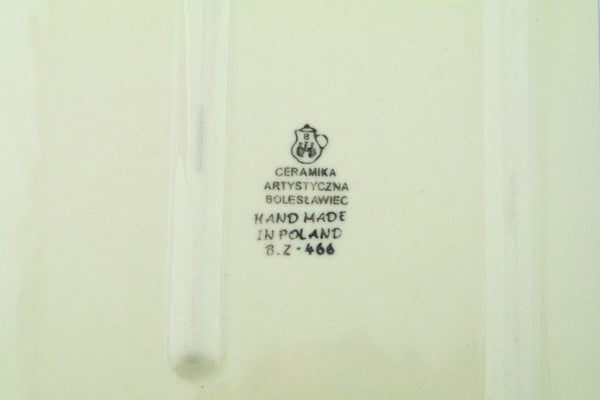 CERAMIKA
ARTYSTYCZNA
BOLESŁAWIEC
HAND MADE
IN POLAND
B.Z - 466